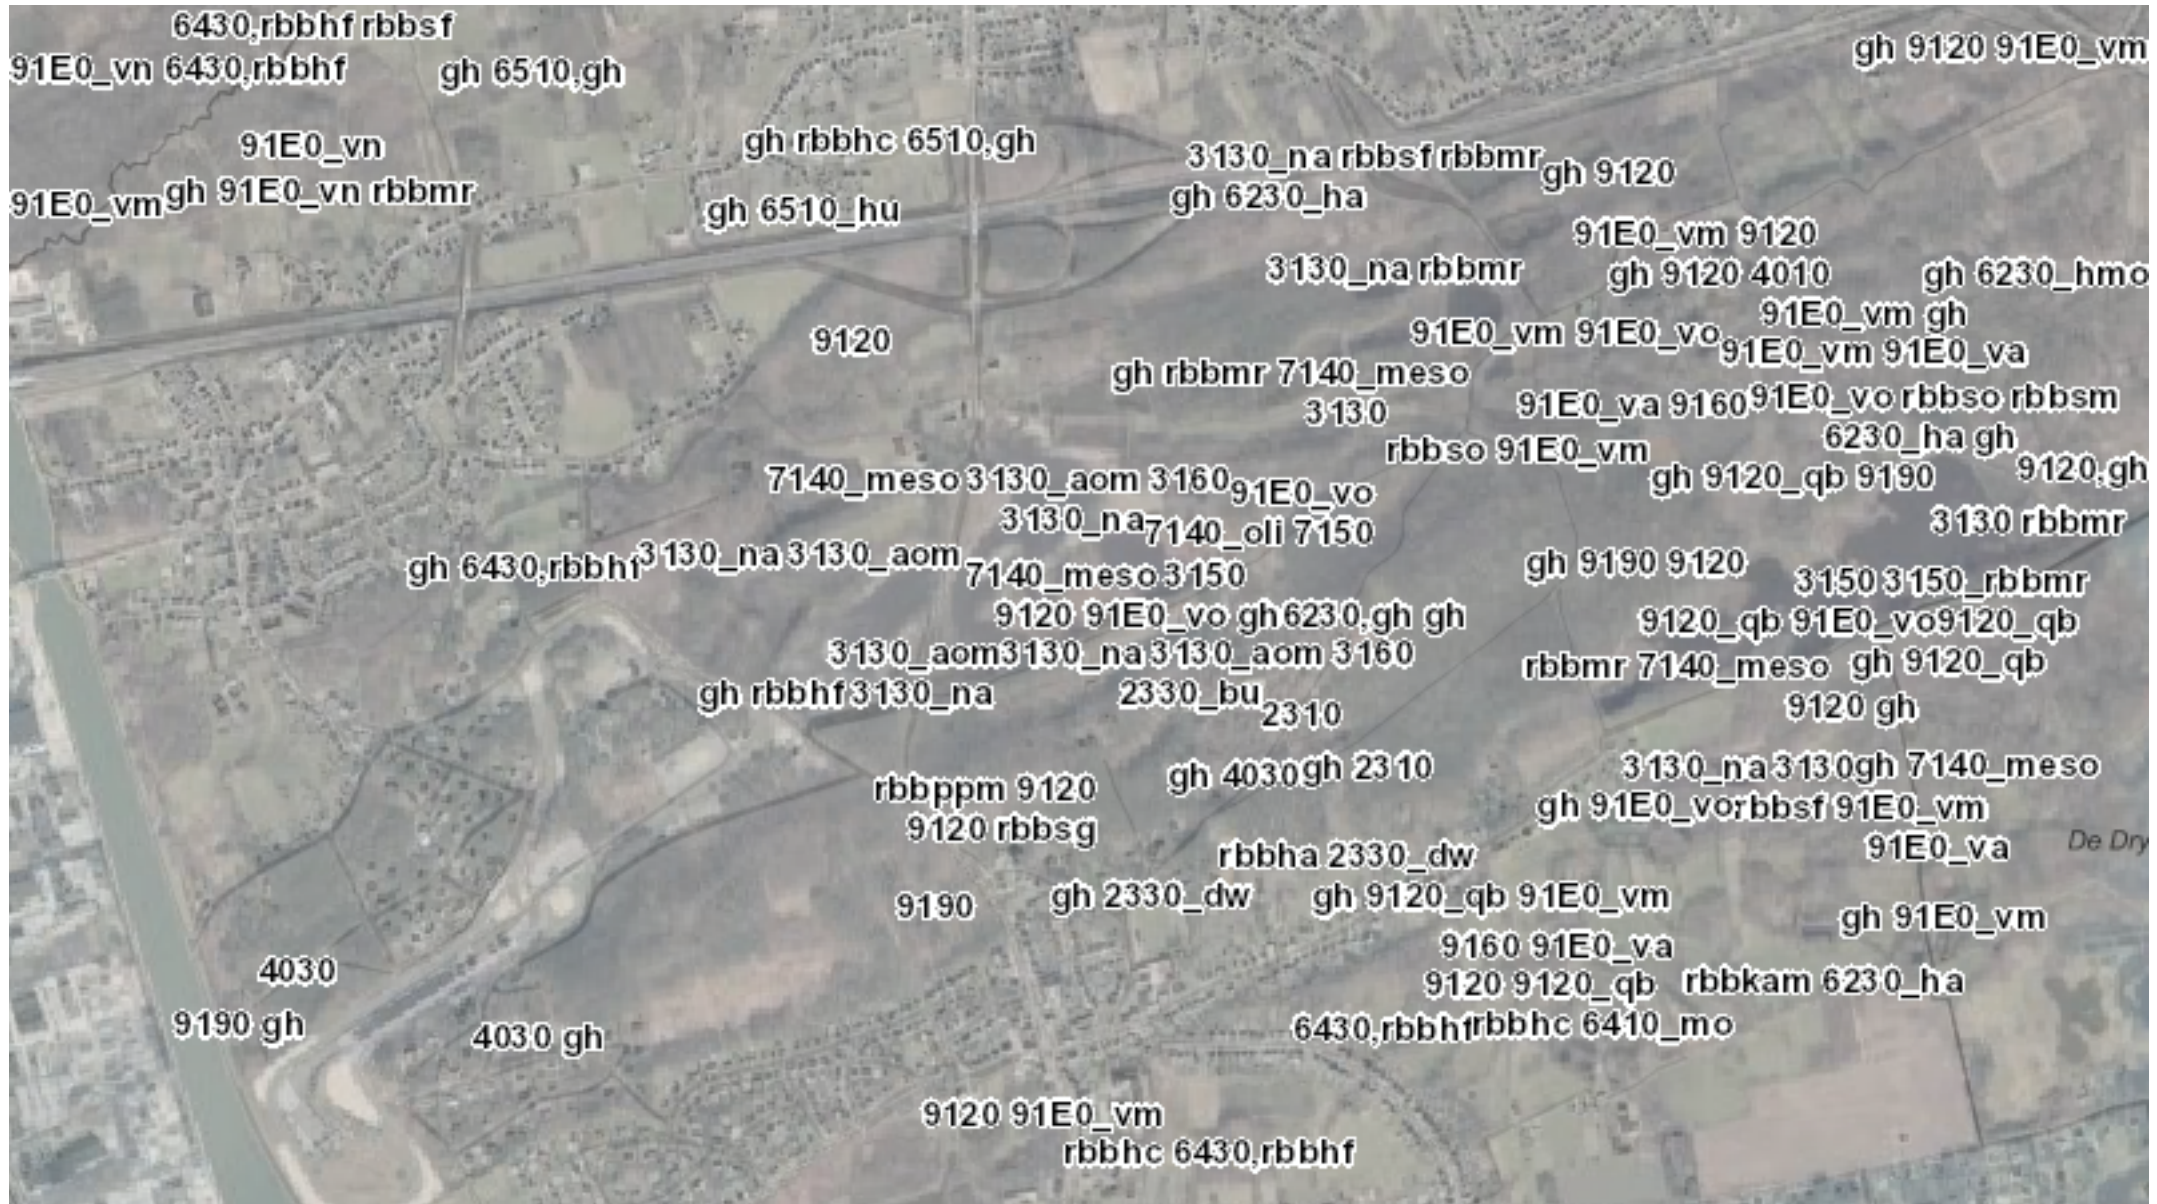 6430,rbbhf rbbsf
gh 9120 91E0_vm
91E0_vn 6430,rbbhf
gh 6510,gh
91E0_vn
gh rbbhc 6510,gh
3130_na rbbsf rbbmr
gh 9120
91E0_vm
gh 91E0_vn rbbmr
gh 6510_hu
gh 6230_ha
91E0_vm 9120
3130_na rbbmr
gh 9120 4010
gh 6230_hmo
91E0_vm gh
9120
91E0_vm 91E0_vo
91E0_vm 91E0_va
gh rbbmr 7140_meso
3130
91E0_va 9160
91E0_vo rbbso rbbsm
rbbso 91E0_vm
6230_ha gh
7140_meso 3130_aom 3160
91E0_vo
gh 9120_qb 9190
9120,gh
3130_na
7140_oli 7150
3130 rbbmr
gh 6430,rbbhf
3130_na 3130_aom
7140_meso 3150
gh 9190 9120
3150 3150_rbbmr
9120 91E0_vo gh
6230,gh gh
9120_qb 91E0_vo
9120_qb
3130_aom
3130_na
3130_aom 3160
rbbmr 7140_meso
gh 9120_qb
gh rbbhf
3130_na
2330_bu
2310
9120 gh
rbbppm 9120
gh 4030
gh 2310
3130_na
3130
gh 7140_meso
9120 rbbsg
gh 91E0_vo
rbbsf 91E0_vm
rbbha 2330_dw
91E0_va
De Dry
9190
gh 2330_dw
gh 9120_qb 91E0_vm
gh 91E0_vm
9160 91E0_va
4030
9120 9120_qb
rbbkam 6230_ha
9190 gh
4030 gh
6430,rbbhf
rbbhc 6410_mo
9120 91E0_vm
rbbhc 6430,rbbhf